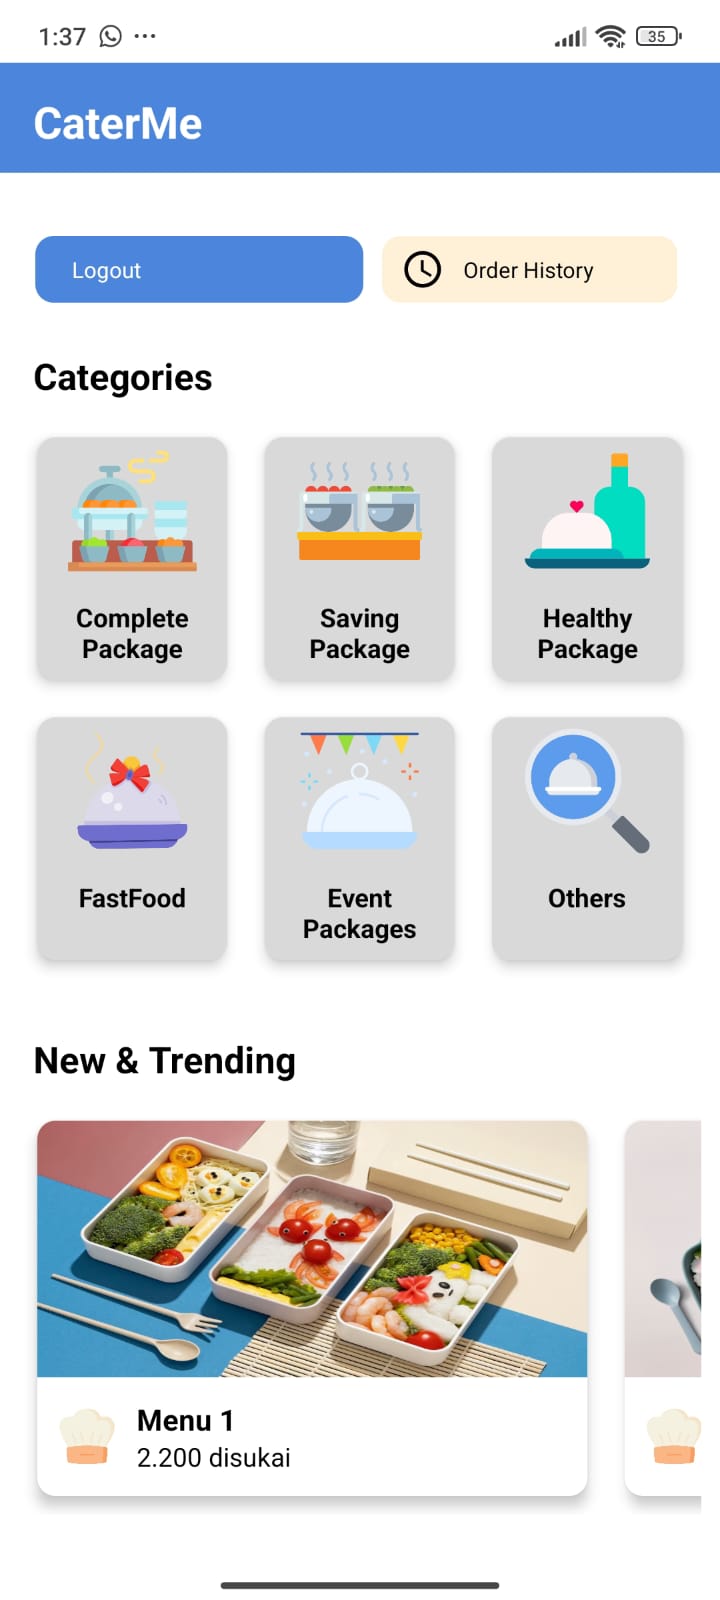 1:37
35
CaterMe
Logout
Order History
Categories
Complete
Package
Saving
Package
Healthy
Package
FastFood
Event
Packages
Others
New & Trending
Menu 1
2.200 disukai